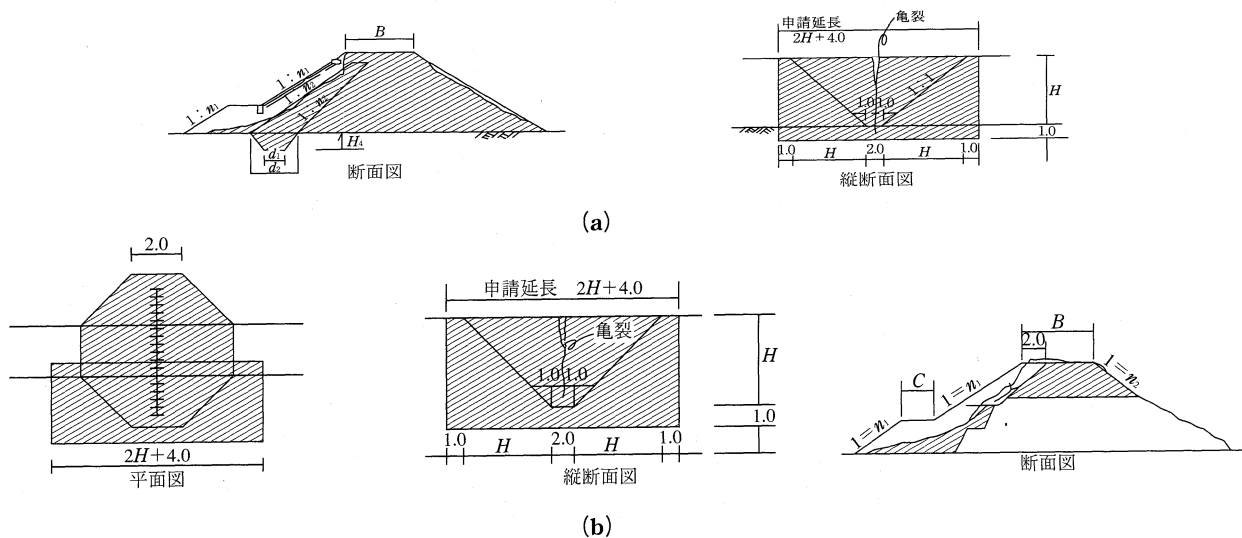 B
1:n₁
1:n₂
1:n₂
1:n₁
H₄
d₁
d₂
断面図
申請延長
2H+4.0
亀裂
1:1
1.0 1.0
H
1.0
1.0 H 2.0 H 1.0
縦断面図
(a)
2.0
2H+4.0
平面図
申請延長 2H+4.0
亀裂
1.0 1.0
H
1.0
1.0 H 2.0 H 1.0
縦断面図
B
2.0
C
1=n₁
1=n₁
1=n₂
断面図
(b)